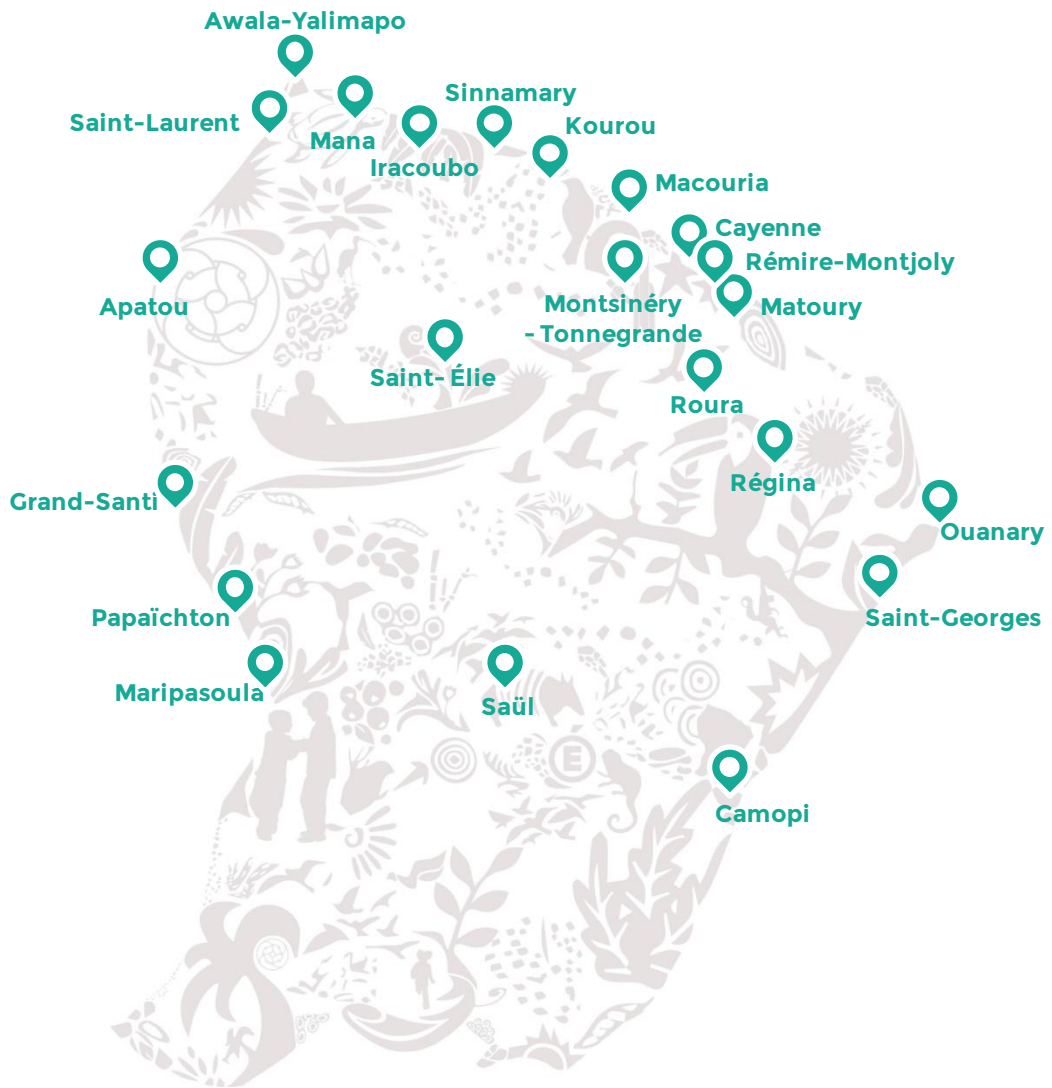 Awala-Yalimapo
Sinnamary
Saint-Laurent
Kourou
Mana
Iracoubo
Macouria
Cayenne
Rémire-Montjoly
Apatou
Montsinéry
- Tonnegrande
Matoury
Saint- Élie
Roura
Régina
Grand-Santi
Ouanary
Papaïchton
Saint-Georges
Maripasoula
Saül
É
Camopi